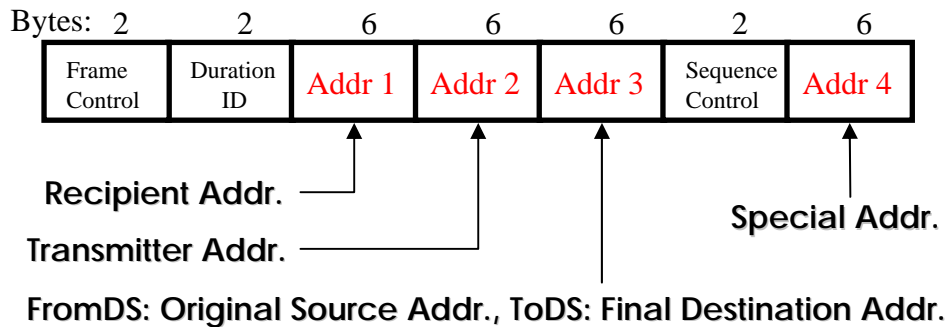 Bytes: 2 2 6 6 6 2 6
Frame Control Duration ID Addr 1 Addr 2 Addr 3 Sequence Control Addr 4
Recipient Addr.
Special Addr.
Transmitter Addr.
FromDS: Original Source Addr., ToDS: Final Destination Addr.